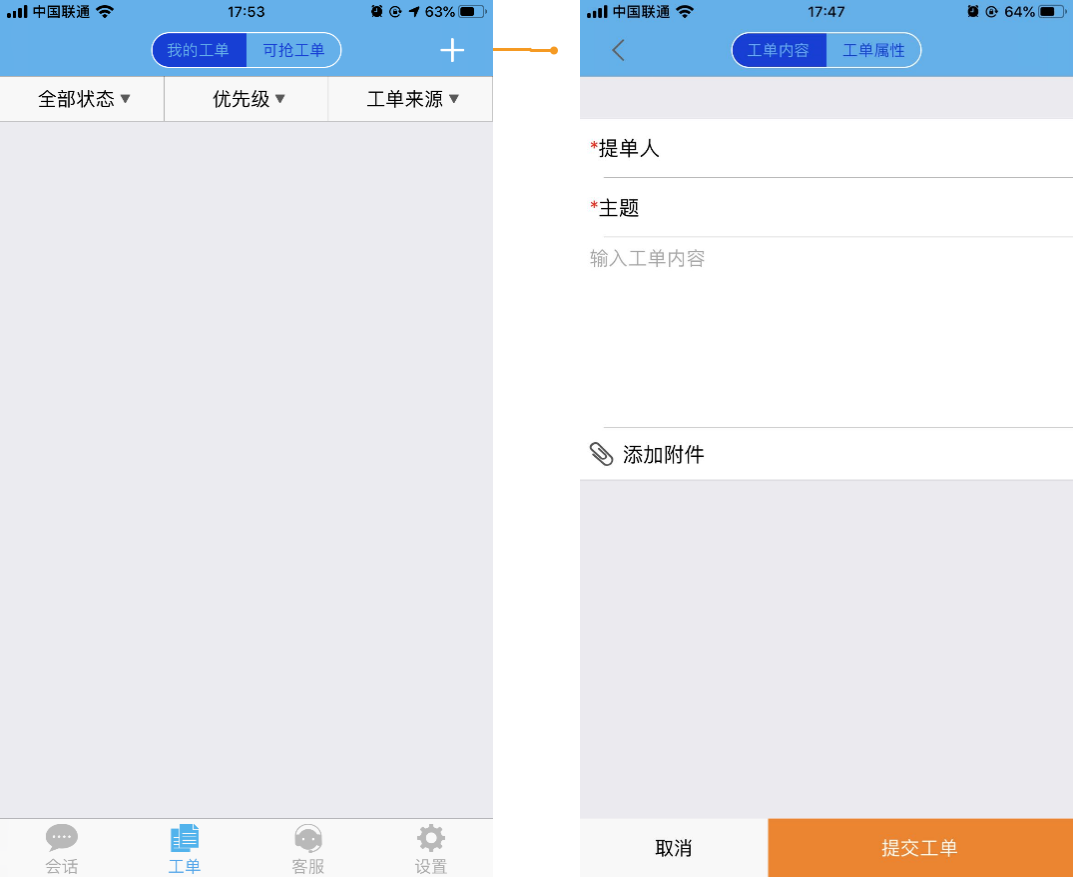 中国联通 17:53 63%
我的工单 可抢工单
全部状态▼ 优先级▼ 工单来源▼
会话 工单 客服 设置
中国联通 17:47 64%
工单内容 工单属性
*提单人
*主题
输入工单内容
添加附件
取消 提交工单